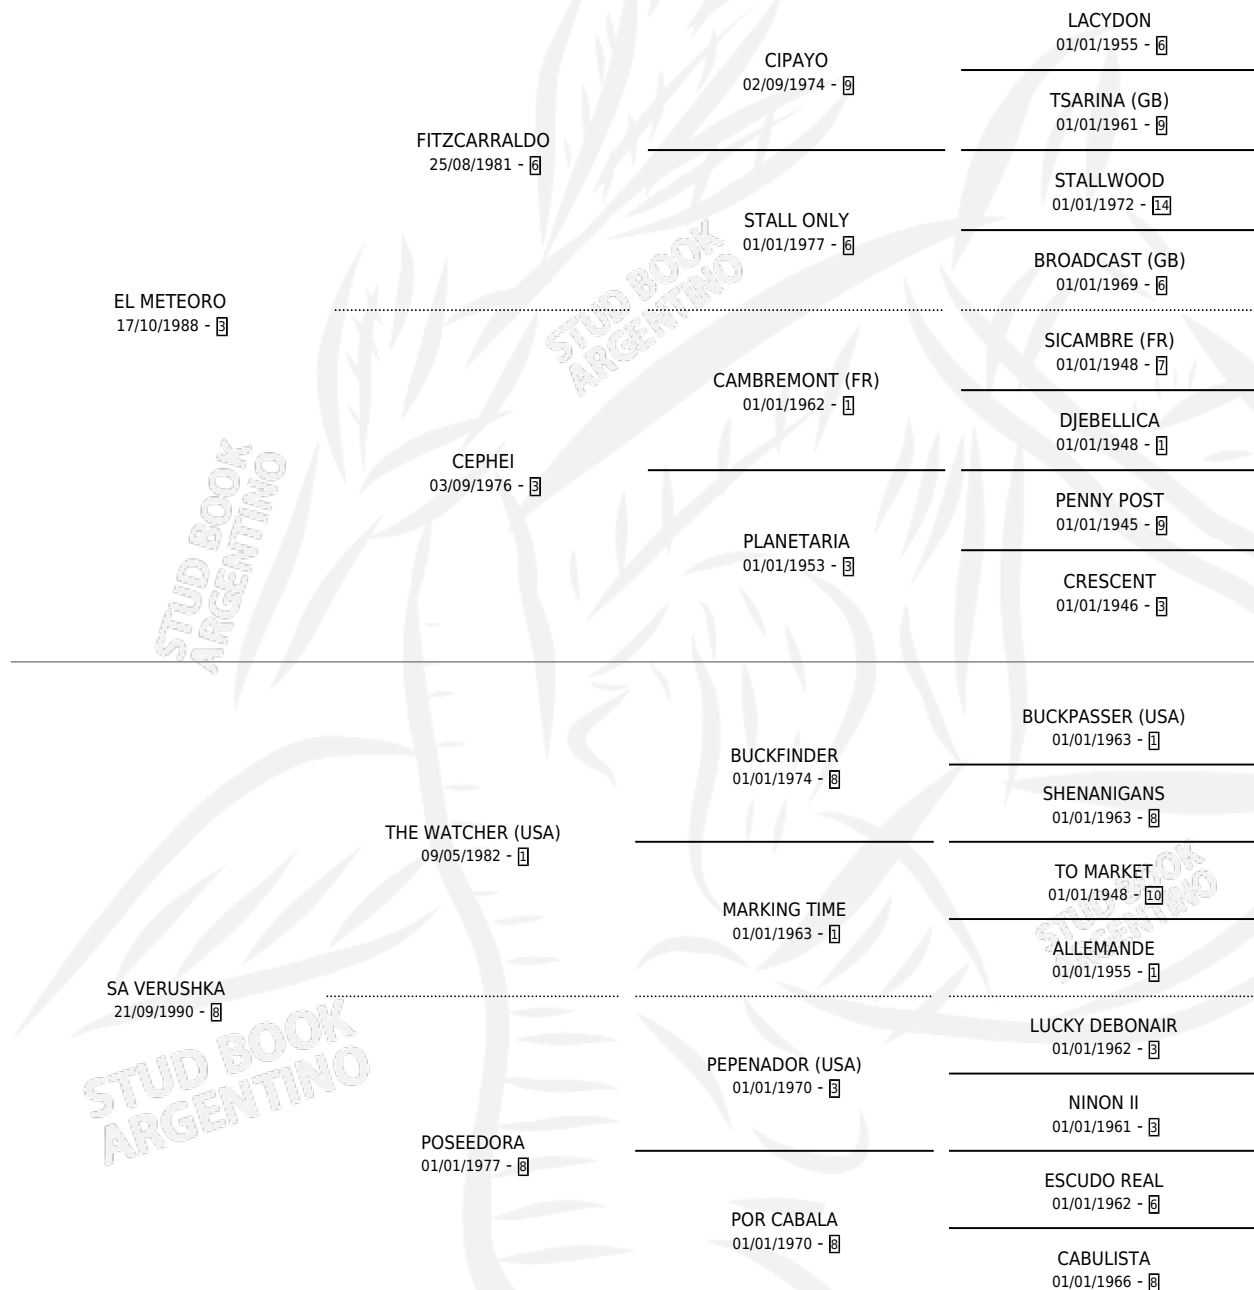 LACYDON
01/01/1955 - 6
CIPAYO
02/09/1974 - 9
TSARINA (GB)
01/01/1961 - 9
FITZCARRALDO
25/08/1981 - 6
STALLWOOD
01/01/1972 - 14
STALL ONLY
01/01/1977 - 6
BROADCAST (GB)
01/01/1969 - 6
EL METEORO
17/10/1988 - 3
STUD BOOK
ARGENTINO
SICAMBRE (FR)
01/01/1948 - 7
CAMBREMONT (FR)
01/01/1962 - 1
DJEBELLICA
01/01/1948 - 1
CEPHEI
03/09/1976 - 3
PENNY POST
01/01/1945 - 9
PLANETARIA
01/01/1953 - 3
CRESCENT
01/01/1946 - 3
STUD BOOK
ARGENTINO
BUCKPASSER (USA)
01/01/1963 - 1
BUCKFINDER
01/01/1974 - 8
SHENANIGANS
01/01/1963 - 8
THE WATCHER (USA)
09/05/1982 - 1
TO MARKET
01/01/1948 - 10
MARKING TIME
01/01/1963 - 1
ALLEMANDE
01/01/1955 - 1
STUD BOOK
ARGENTINO
SA VERUSHKA
21/09/1990 - 8
LUCKY DEBONAIR
01/01/1962 - 3
PEPENADOR (USA)
01/01/1970 - 3
NINON II
01/01/1961 - 3
STUD BOOK
ARGENTINO
POSEEDORA
01/01/1977 - 8
ESCUDO REAL
01/01/1962 - 6
POR CABALA
01/01/1970 - 8
CABULISTA
01/01/1966 - 8